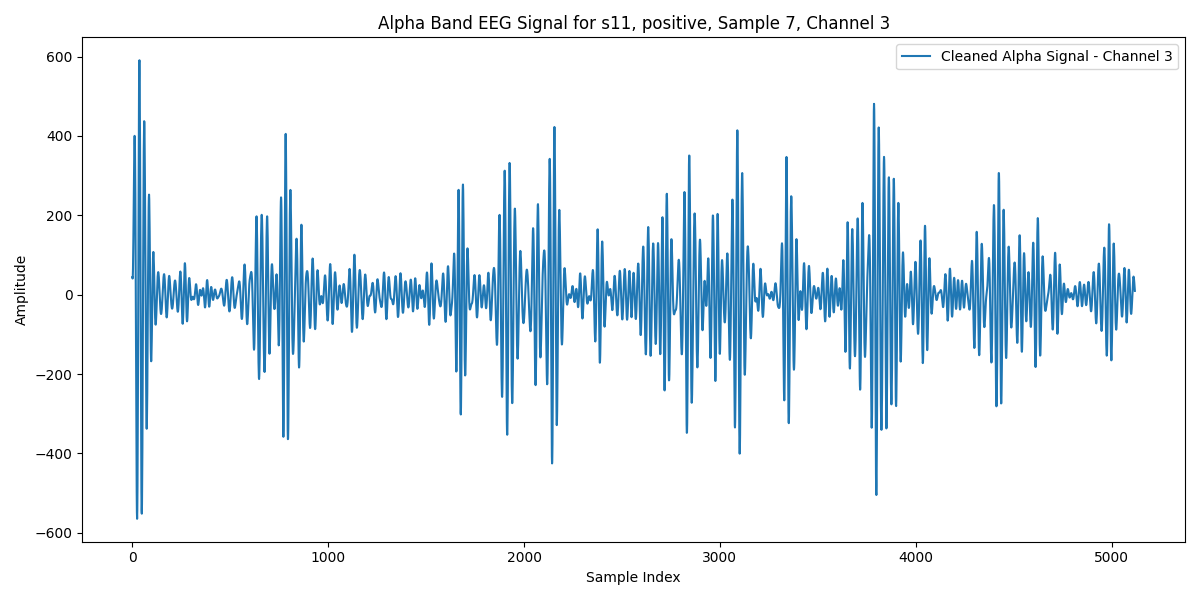 Alpha Band EEG Signal for s11, positive, Sample 7, Channel 3
Cleaned Alpha Signal - Channel 3
Amplitude
600
400
200
0
−200
−400
−600
0 1000 2000 3000 4000 5000
Sample Index